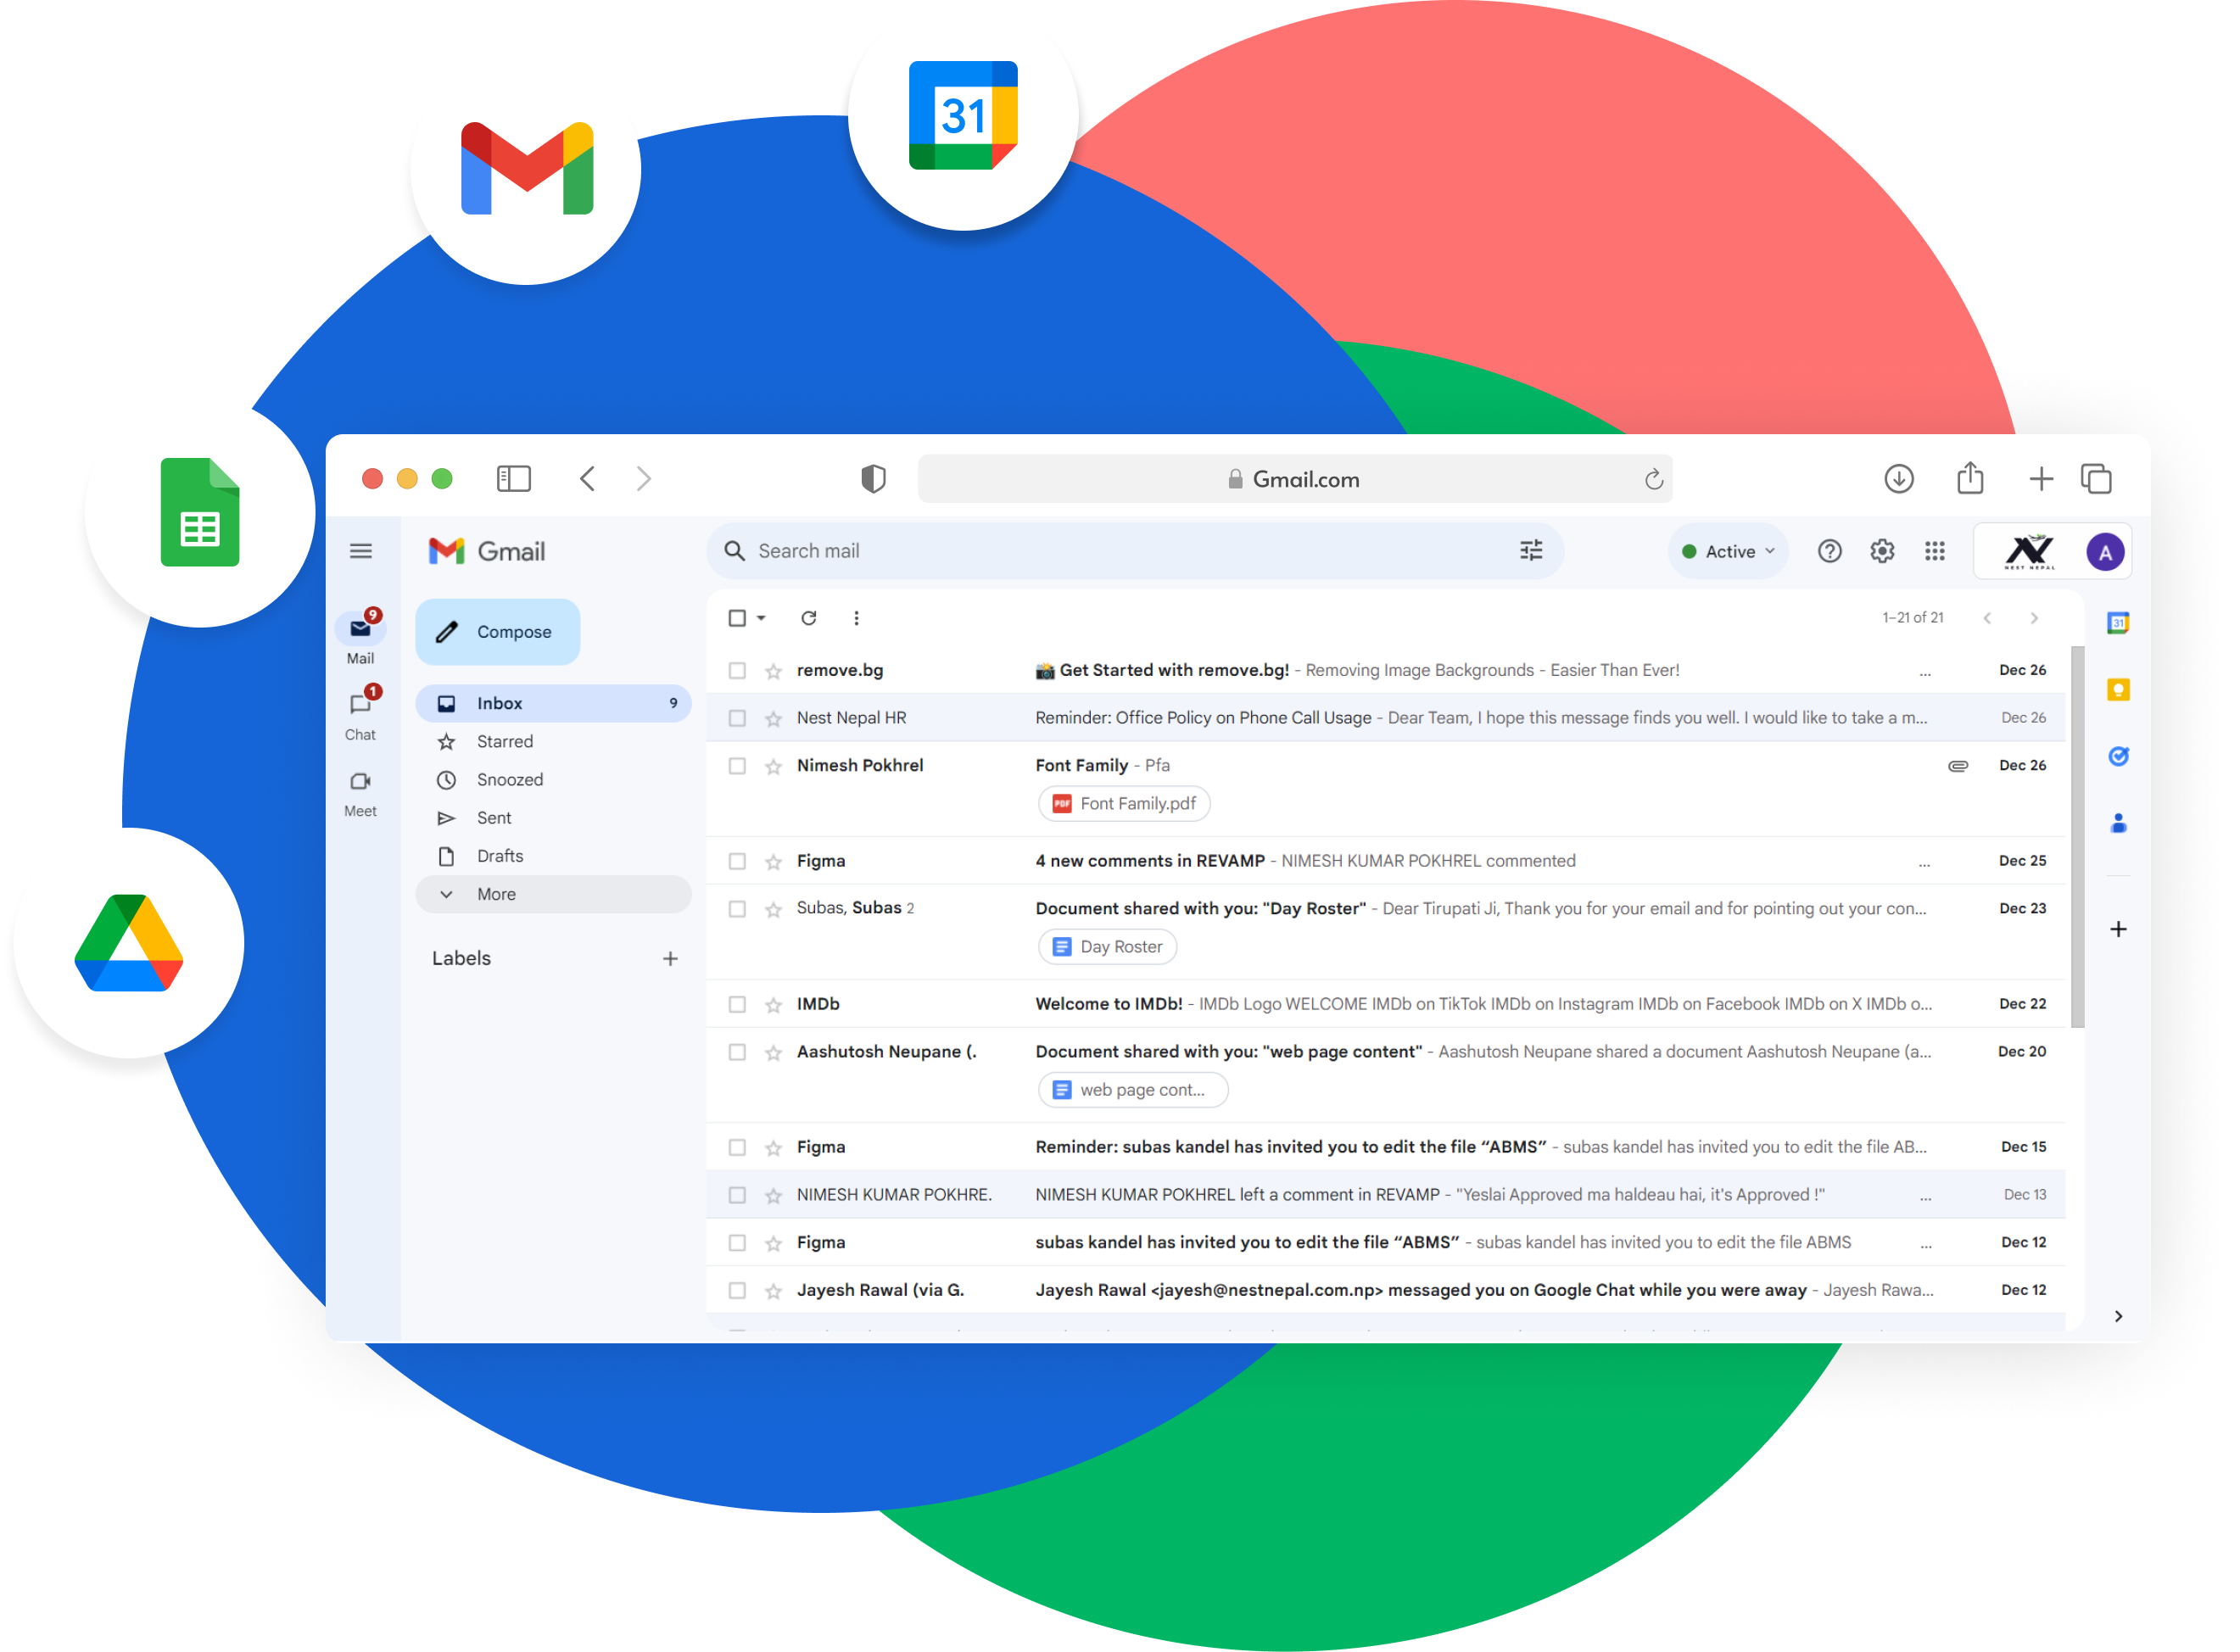 31
Gmail.com
Gmail
Search mail
Active
NEST NEPAL
A
9
Mail
1
Chat
Meet
Compose
Inbox 9
Starred
Snoozed
Sent
Drafts
More
Labels
1–21 of 21
31
remove.bg 📸 Get Started with remove.bg! - Removing Image Backgrounds - Easier Than Ever! ... Dec 26
Nest Nepal HR Reminder: Office Policy on Phone Call Usage - Dear Team, I hope this message finds you well. I would like to take a m... Dec 26
Nimesh Pokhrel Font Family - Pfa Dec 26
PDF Font Family.pdf
Figma 4 new comments in REVAMP - NIMESH KUMAR POKHREL commented ... Dec 25
Subas, Subas 2 Document shared with you: "Day Roster" - Dear Tirupati Ji, Thank you for your email and for pointing out your con... Dec 23
Day Roster
IMDb Welcome to IMDb! - IMDb Logo WELCOME IMDb on TikTok IMDb on Instagram IMDb on Facebook IMDb on X IMDb o... Dec 22
Aashutosh Neupane (. Document shared with you: "web page content" - Aashutosh Neupane shared a document Aashutosh Neupane (a... Dec 20
web page cont...
Figma Reminder: subas kandel has invited you to edit the file “ABMS” - subas kandel has invited you to edit the file AB... Dec 15
NIMESH KUMAR POKHRE. NIMESH KUMAR POKHREL left a comment in REVAMP - "Yeslai Approved ma haldeau hai, it's Approved !" ... Dec 13
Figma subas kandel has invited you to edit the file “ABMS” - subas kandel has invited you to edit the file ABMS ... Dec 12
Jayesh Rawal (via G. Jayesh Rawal <jayesh@nestnepal.com.np> messaged you on Google Chat while you were away - Jayesh Rawa... Dec 12